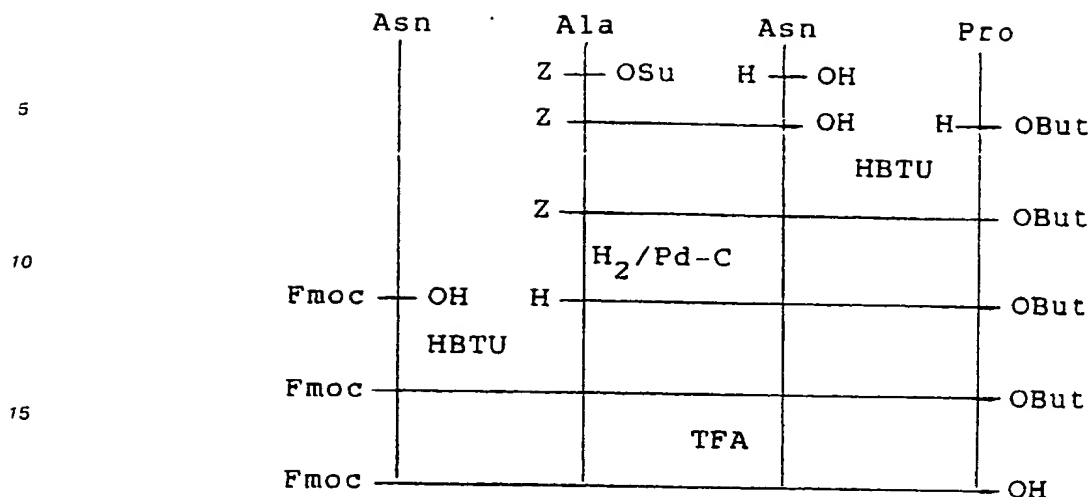 Asn Ala Asn Pro
Z OSu H OH
5
Z OH H OBut
HBTU
Z OBut
10
H₂/Pd-C
Fmoc OH H OBut
HBTU
Fmoc OBut
15
TFA
Fmoc OH